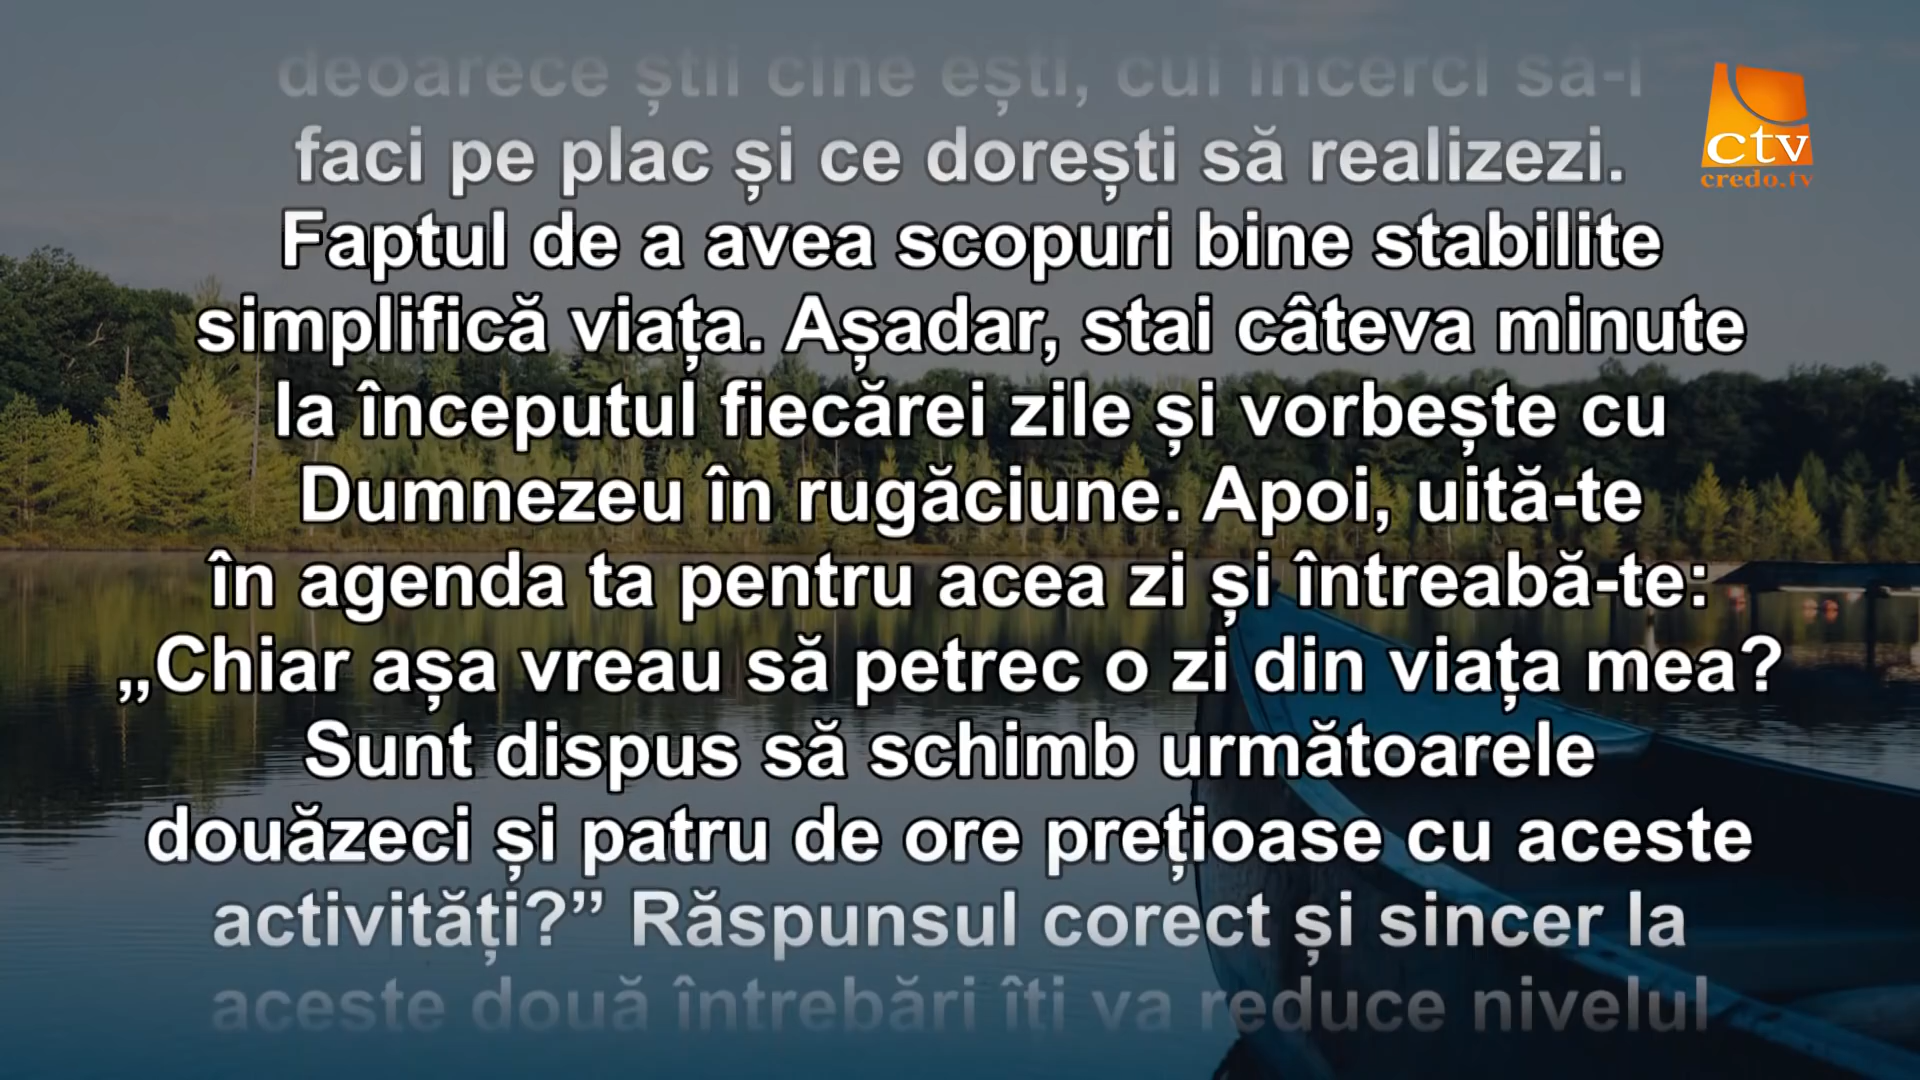 deoarece știi cine ești, cui încerci să-i
faci pe plac și ce dorești să realizezi.
Faptul de a avea scopuri bine stabilite
simplifică viața. Așadar, stai câteva minute
la începutul fiecărei zile și vorbește cu
Dumnezeu în rugăciune. Apoi, uită-te
în agenda ta pentru acea zi și întreabă-te:
„Chiar așa vreau să petrec o zi din viața mea?
Sunt dispus să schimb următoarele
douăzeci și patru de ore prețioase cu aceste
activități?” Răspunsul corect și sincer la
aceste două întrebări îți va reduce nivelul
ctv
credo.tv